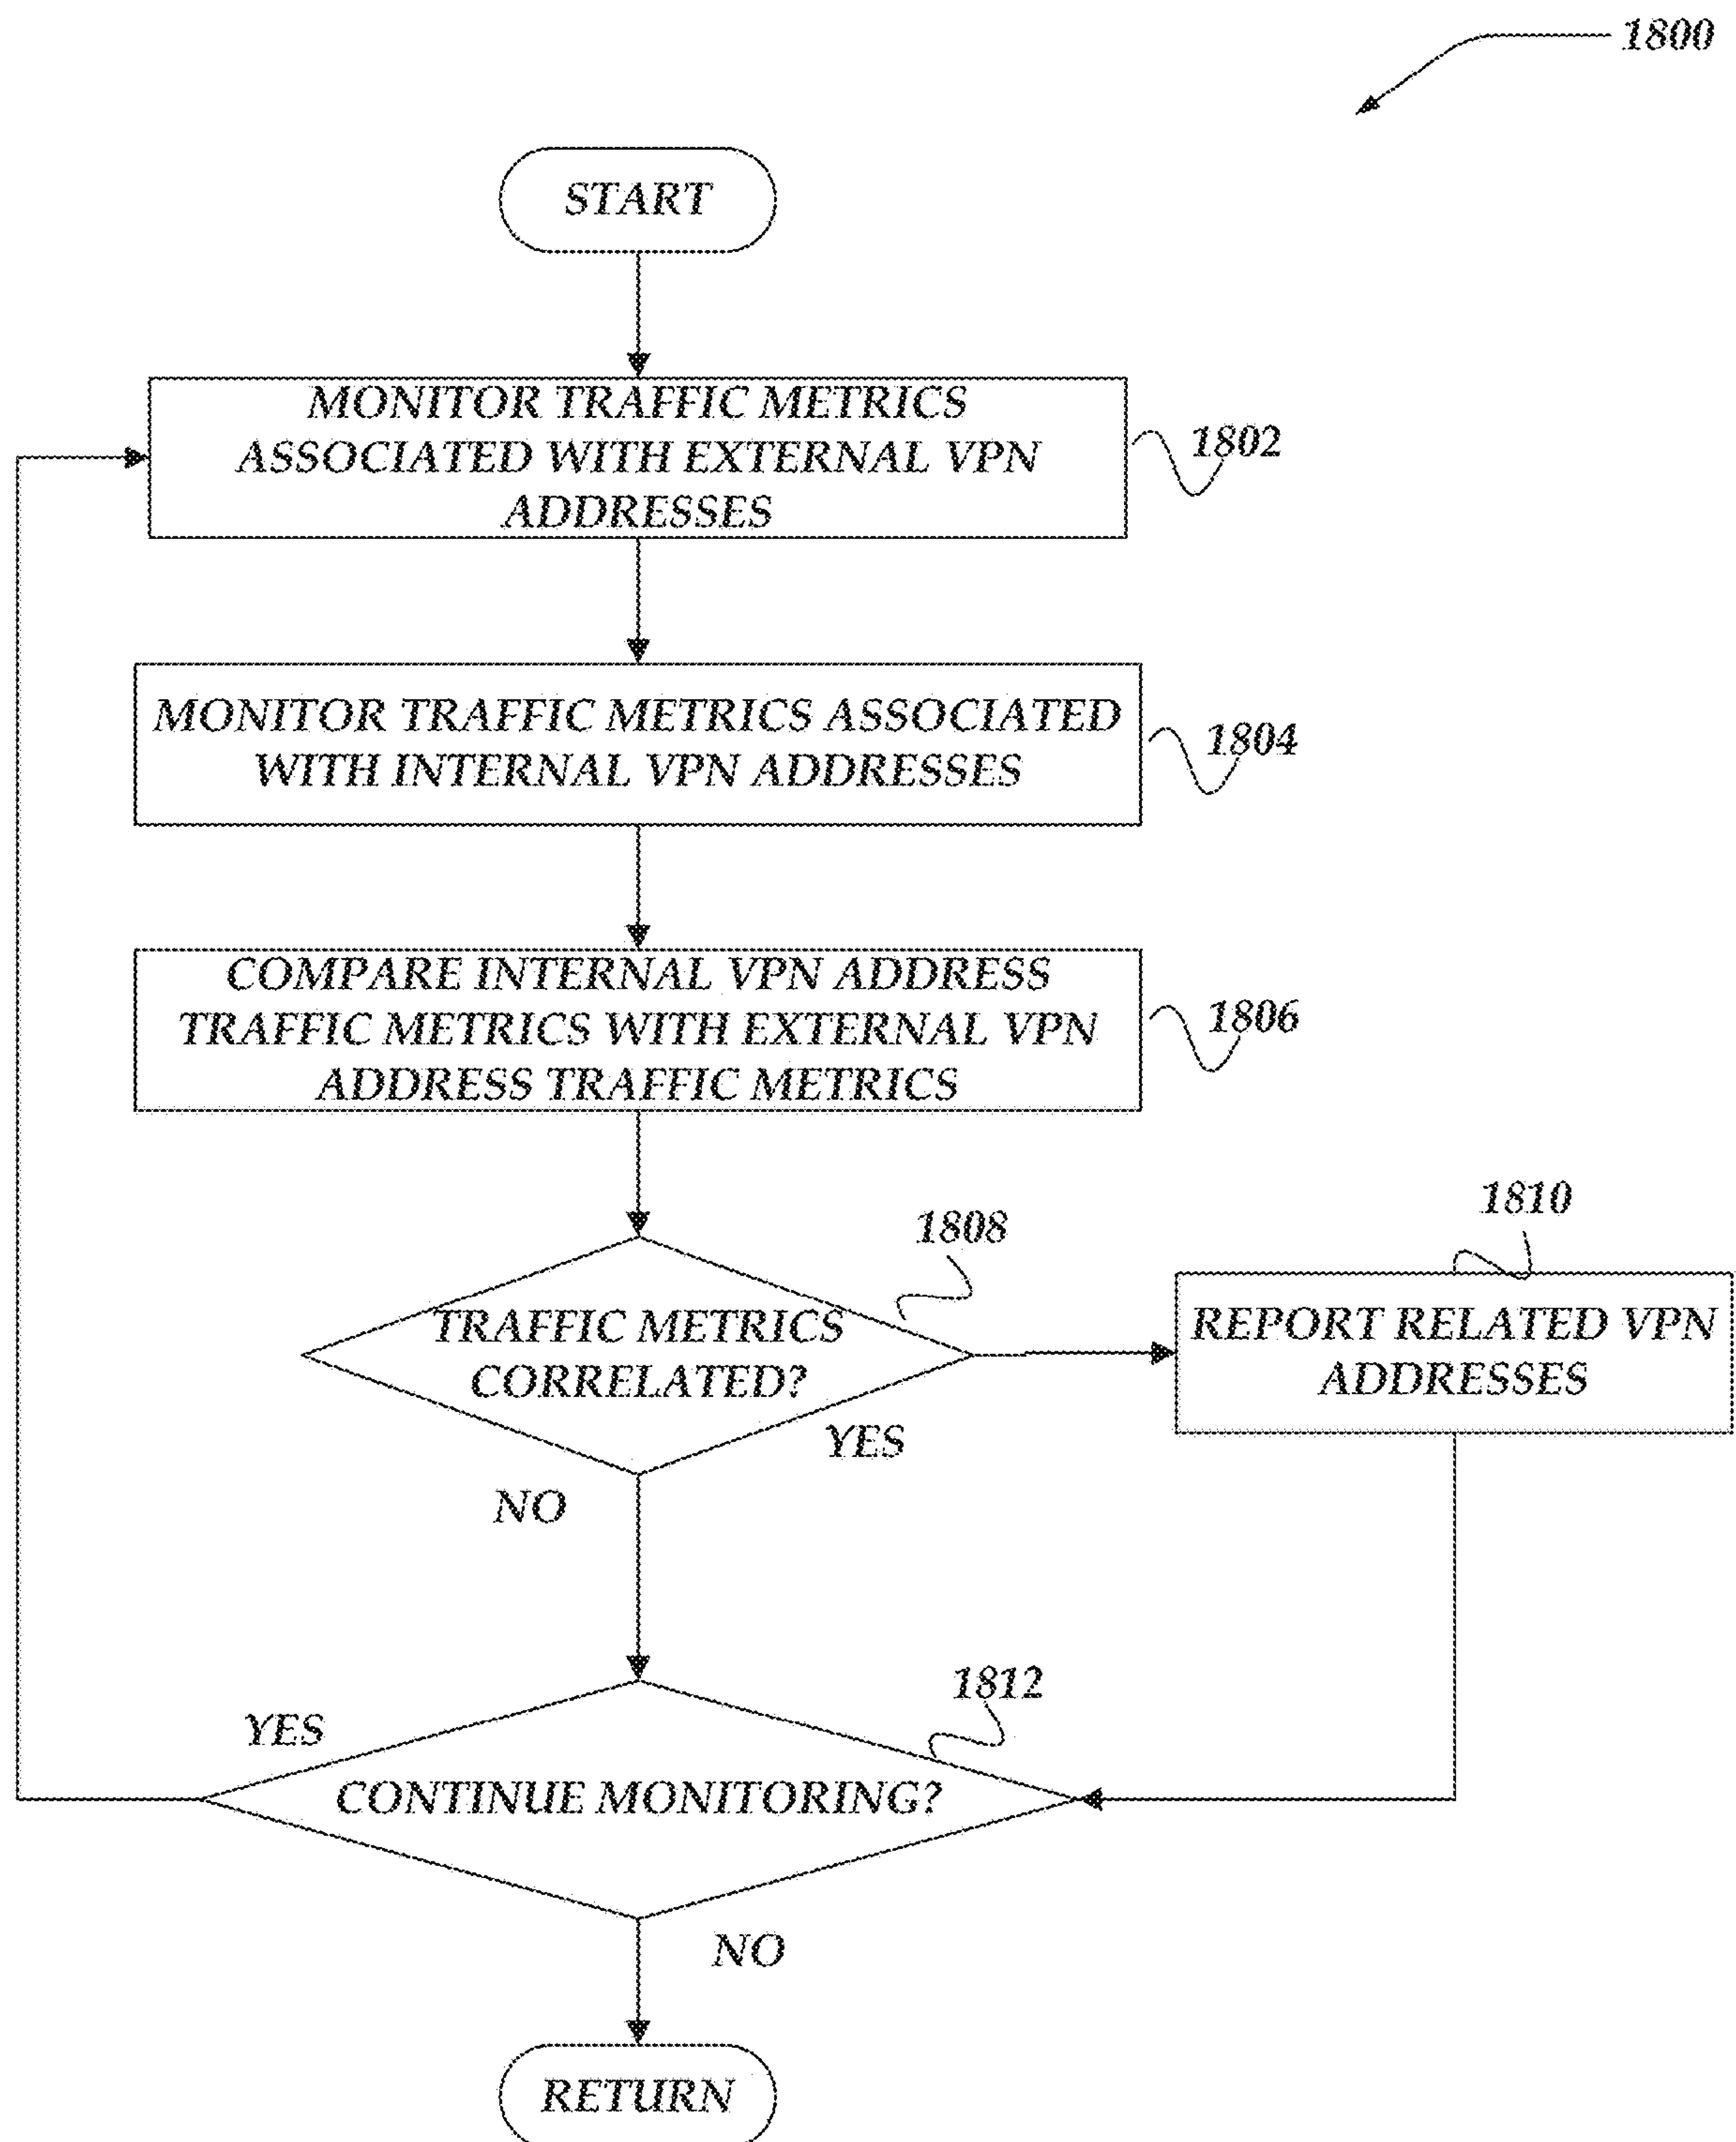 1800
START
MONITOR TRAFFIC METRICS
ASSOCIATED WITH EXTERNAL VPN
ADDRESSES
1802
MONITOR TRAFFIC METRICS ASSOCIATED
WITH INTERNAL VPN ADDRESSES
1804
COMPARE INTERNAL VPN ADDRESS
TRAFFIC METRICS WITH EXTERNAL VPN
ADDRESS TRAFFIC METRICS
1806
1808
TRAFFIC METRICS
CORRELATED?
YES
NO
1810
REPORT RELATED VPN
ADDRESSES
1812
YES
CONTINUE MONITORING?
NO
RETURN